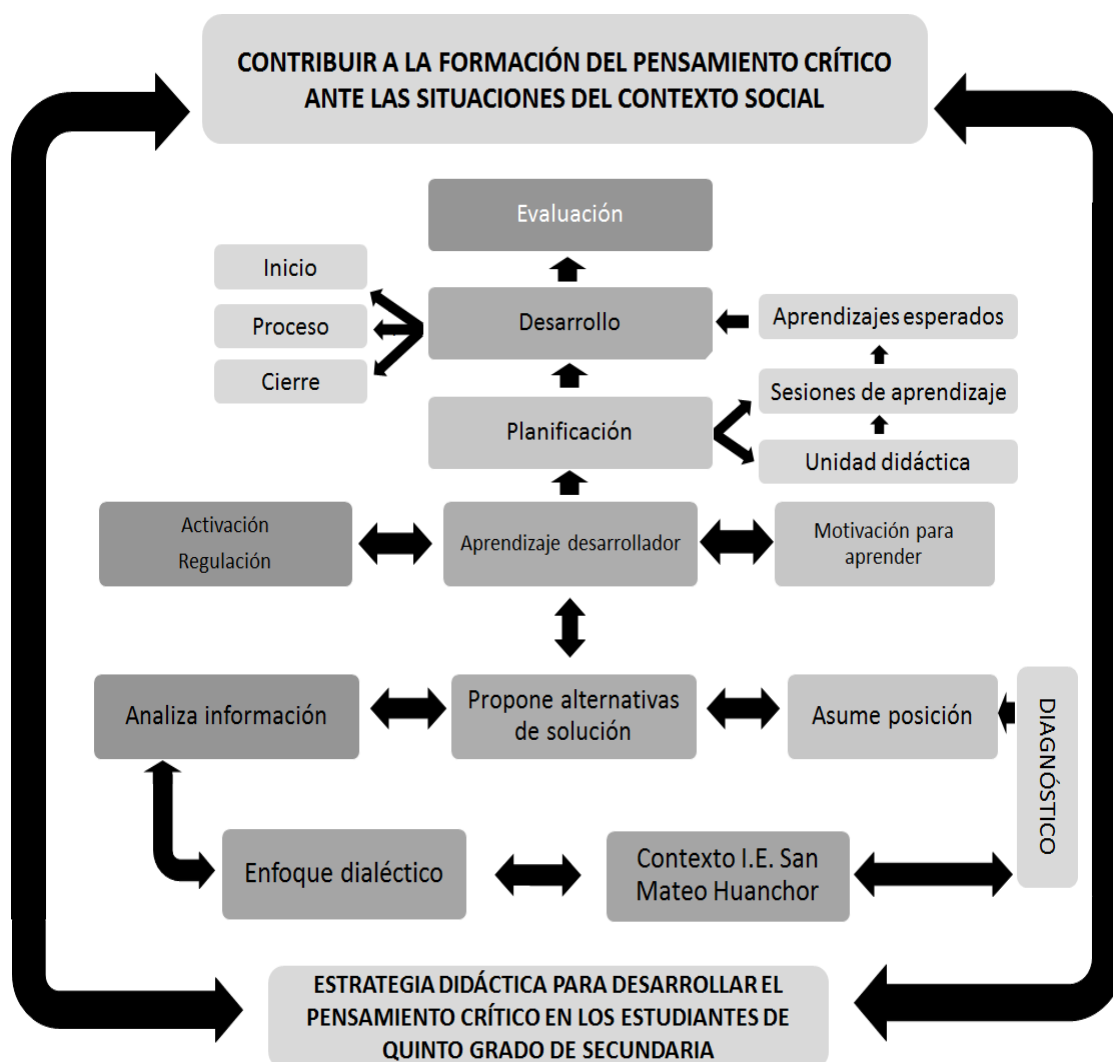 CONTRIBUIR A LA FORMACIÓN DEL PENSAMIENTO CRÍTICO
ANTE LAS SITUACIONES DEL CONTEXTO SOCIAL
Evaluación
Inicio
Proceso
Cierre
Desarrollo
Aprendizajes esperados
Sesiones de aprendizaje
Unidad didáctica
Planificación
Activación
Regulación
Aprendizaje desarrollador
Motivación para
aprender
Analiza información
Propone alternativas
de solución
Asume posición
DIAGNÓSTICO
Enfoque dialéctico
Contexto I.E. San
Mateo Huanchor
ESTRATEGIA DIDÁCTICA PARA DESARROLLAR EL
PENSAMIENTO CRÍTICO EN LOS ESTUDIANTES DE
QUINTO GRADO DE SECUNDARIA